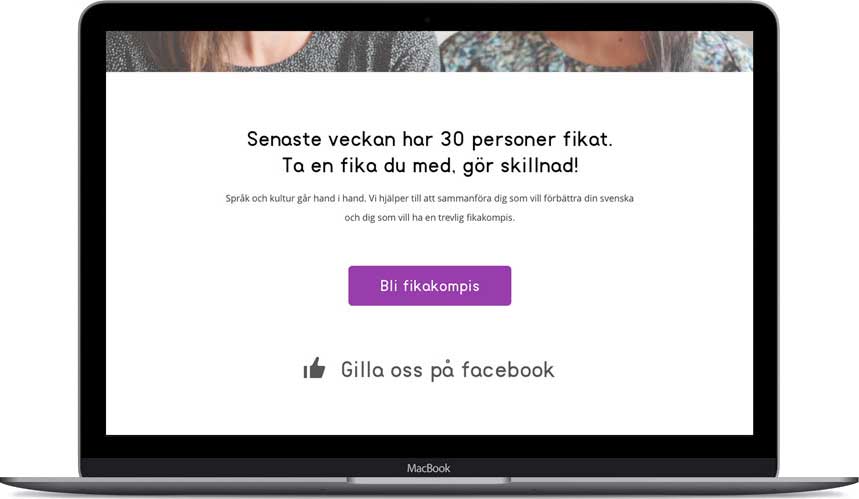 Senaste veckan har 30 personer fikat.
Ta en fika du med, gör skillnad!
Språk och kultur går hand i hand. Vi hjälper till att sammanföra dig som vill förbättra din svenska
och dig som vill ha en trevlig fikakompis.
Bli fikakompis
Gilla oss på facebook
MacBook